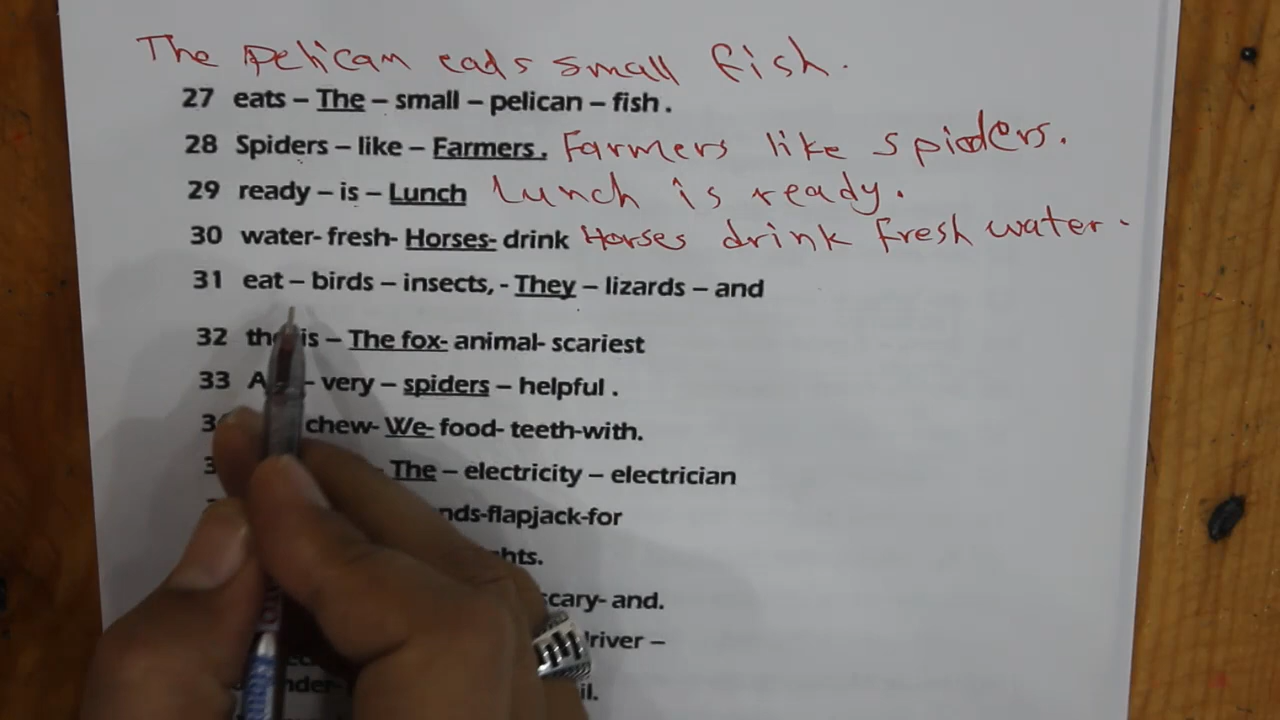 The Pelican eads small fish.
27 eats – The – small – pelican – fish .
28 Spiders – like – Farmers . Farmers like spiders.
29 ready – is – Lunch Lunch is ready.
30 water- fresh- Horses- drink Horses drink fresh water.
31 eat – birds – insects, - They – lizards – and
32 is – The fox- animal- scariest
33 – very – spiders – helpful .
chew- We- food- teeth-with.
The – electricity – electrician
-flapjack-for
- and.